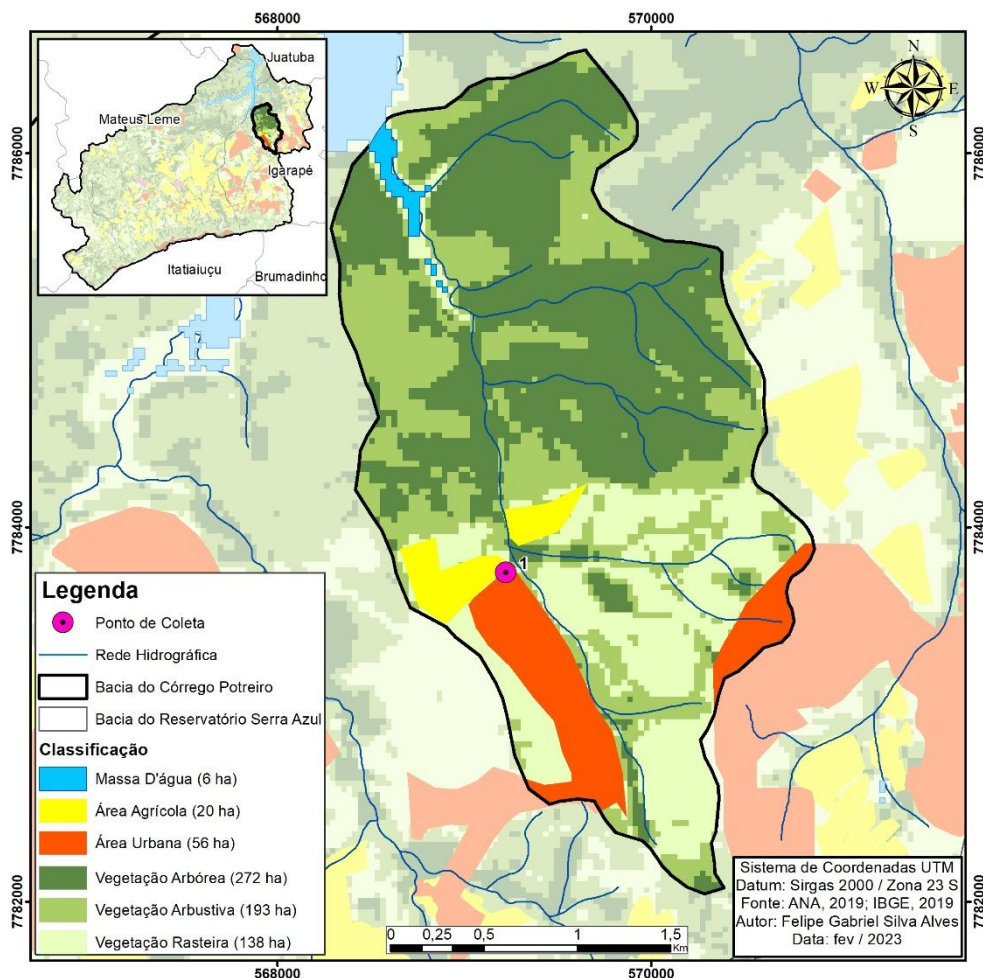 568000
570000
Juatuba
Mateus Leme
Igarapé
Itatiaiuçu
Brumadinho
N
W
E
S
7786000
7786000
7784000
7784000
1
Legenda
Ponto de Coleta
Rede Hidrográfica
Bacia do Córrego Potreiro
Bacia do Reservatório Serra Azul
Classificação
Massa D'água (6 ha)
Área Agrícola (20 ha)
Área Urbana (56 ha)
Vegetação Arbórea (272 ha)
Vegetação Arbustiva (193 ha)
Vegetação Rasteira (138 ha)
0 0,25 0,5 1 1,5
Km
Sistema de Coordenadas UTM
Datum: Sirgas 2000 / Zona 23 S
Fonte: ANA, 2019; IBGE, 2019
Autor: Felipe Gabriel Silva Alves
Data: fev / 2023
7782000
7782000
568000
570000